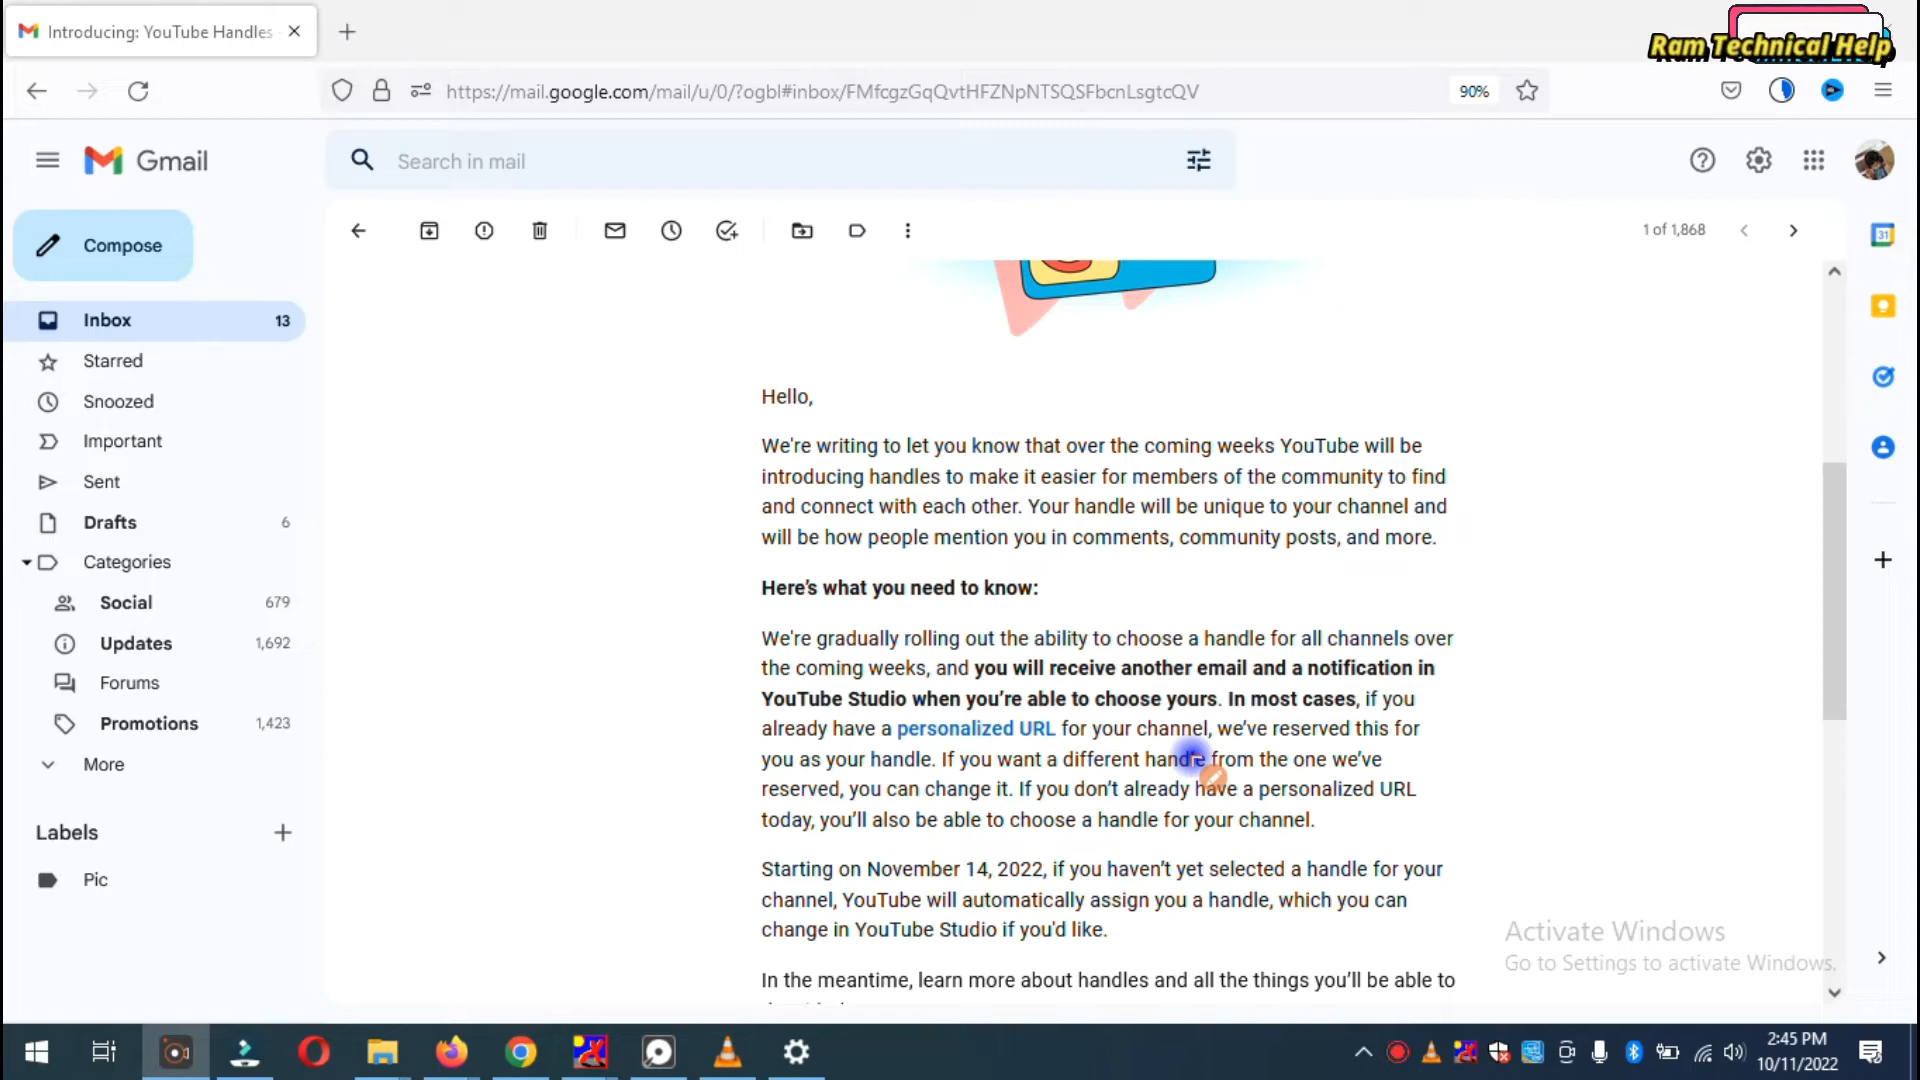 Introducing: YouTube Handles
Ram Technical Help
https://mail.google.com/mail/u/0/?ogbl#inbox/FMfcgzGqQvtHFZNpNTSQSFbcnLsgtcQV
90%
Gmail
Search in mail
Compose
1 of 1,868
31
Inbox 13
Starred
Snoozed
Important
Sent
Drafts 6
Categories
Social 679
Updates 1,692
Forums
Promotions 1,423
More
Labels
Pic
Hello,
We're writing to let you know that over the coming weeks YouTube will be
introducing handles to make it easier for members of the community to find
and connect with each other. Your handle will be unique to your channel and
will be how people mention you in comments, community posts, and more.
Here's what you need to know:
We're gradually rolling out the ability to choose a handle for all channels over
the coming weeks, and you will receive another email and a notification in
YouTube Studio when you're able to choose yours. In most cases, if you
already have a personalized URL for your channel, we've reserved this for
you as your handle. If you want a different handle from the one we've
reserved, you can change it. If you don't already have a personalized URL
today, you'll also be able to choose a handle for your channel.
Starting on November 14, 2022, if you haven't yet selected a handle for your
channel, YouTube will automatically assign you a handle, which you can
change in YouTube Studio if you'd like.
In the meantime, learn more about handles and all the things you'll be able to
Activate Windows
Go to Settings to activate Windows.
2:45 PM
10/11/2022